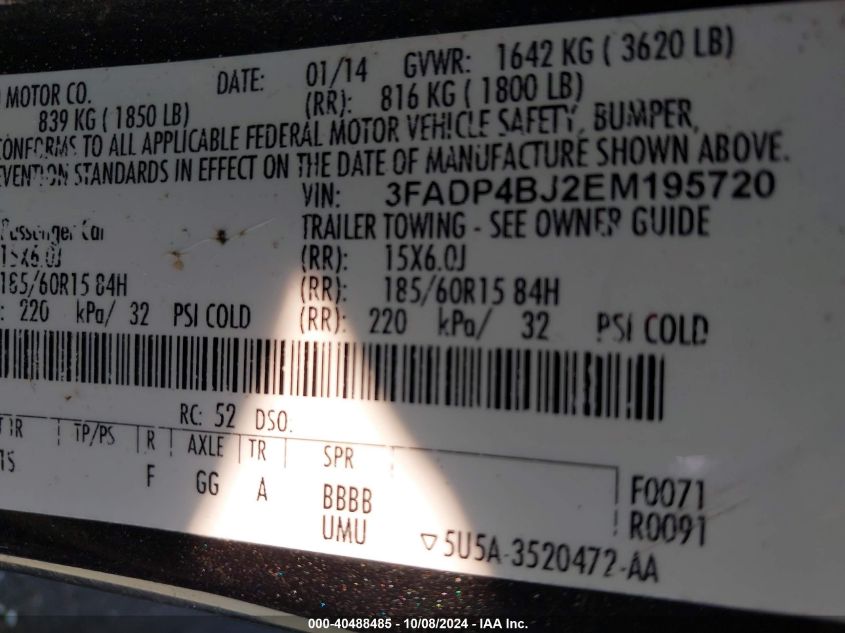 MOTOR CO. DATE: 01/14 GVWR: 1642 KG ( 3620 LB)
839 KG ( 1850 LB) (RR): 816 KG ( 1800 LB)
CONFORMS TO ALL APPLICABLE FEDERAL MOTOR VEHICLE SAFETY, BUMPER,
EVENTION STANDARDS IN EFFECT ON THE DATE OF MANUFACTURE SHOWN ABOVE.
VIN: 3FADP4BJ2EM195720
Passenger Car TRAILER TOWING - SEE OWNER GUIDE
15X6.0J (RR): 15X6.0J
185/60R15 84H (RR): 185/60R15 84H
: 220 kPa/ 32 PSI COLD (RR): 220 kPa/ 32 PSI COLD
RC: 52 DSO:
TP/PS R AXLE TR SPR
F GG A BBBB F0071
UMU R0091
5U5A-3520472-AA
000-40488485 - 10/08/2024 - IAA Inc.